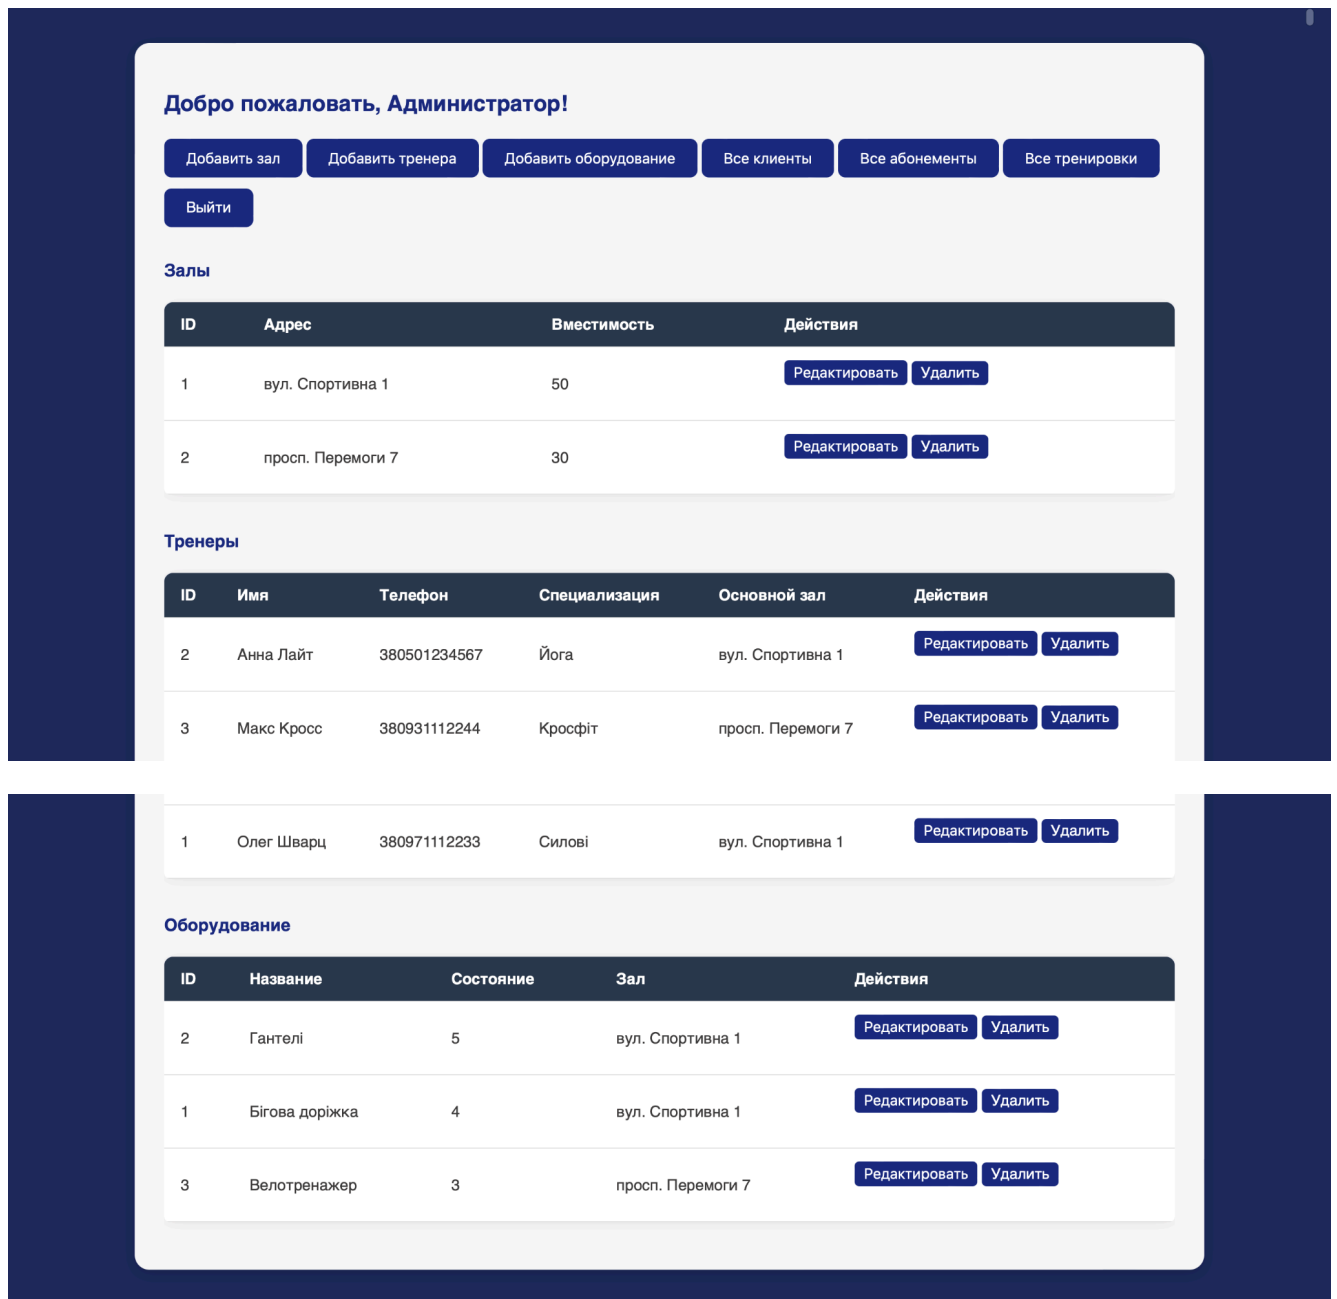 Добро пожаловать, Администратор!
Добавить зал Добавить тренера Добавить оборудование Все клиенты Все абонементы Все тренировки
Выйти
Залы
ID Адрес Вместимость Действия
1 вул. Спортивна 1 50 Редактировать Удалить
2 просп. Перемоги 7 30 Редактировать Удалить
Тренеры
ID Имя Телефон Специализация Основной зал Действия
2 Анна Лайт 380501234567 Йога вул. Спортивна 1 Редактировать Удалить
3 Макс Кросс 380931112244 Кросфіт просп. Перемоги 7 Редактировать Удалить
1 Олег Шварц 380971112233 Силові вул. Спортивна 1 Редактировать Удалить
Оборудование
ID Название Состояние Зал Действия
2 Гантелі 5 вул. Спортивна 1 Редактировать Удалить
1 Бігова доріжка 4 вул. Спортивна 1 Редактировать Удалить
3 Велотренажер 3 просп. Перемоги 7 Редактировать Удалить